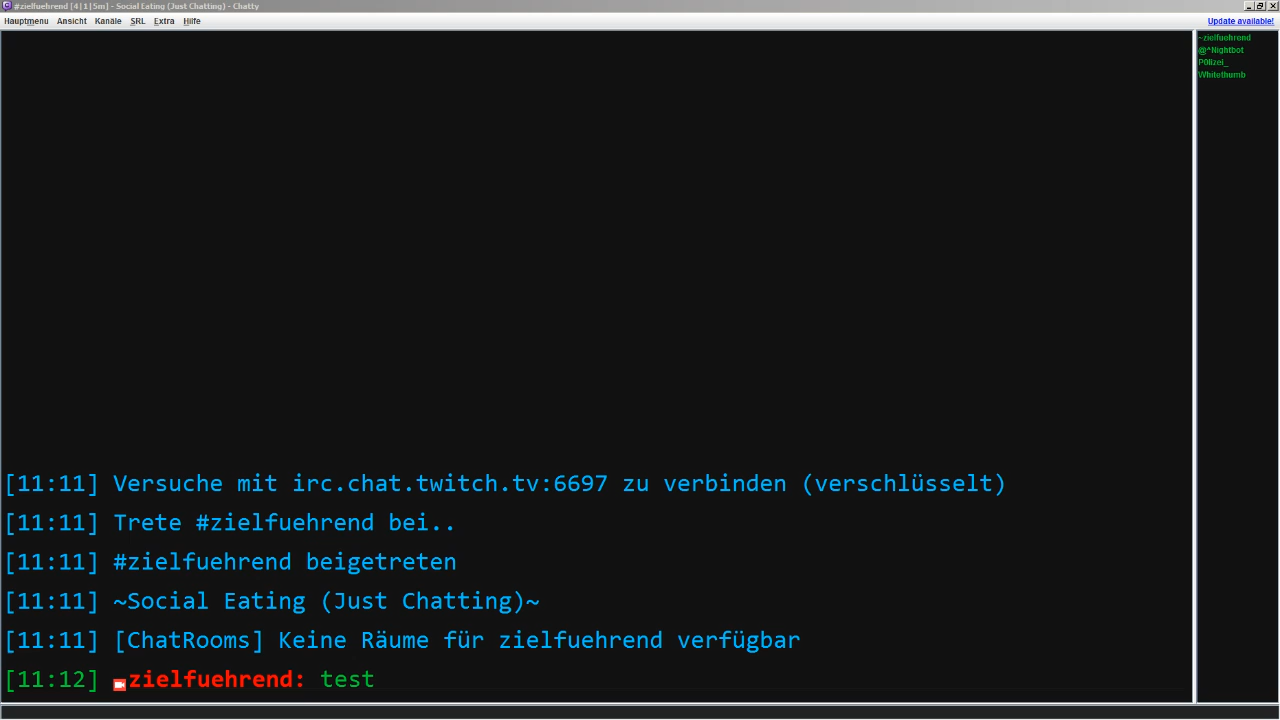 #zielfuehrend [4|1|5m] - Social Eating (Just Chatting) - Chatty
Hauptmenu Ansicht Kanäle SRL Extra Hilfe
Update available!
~zielfuehrend
@^Nightbot
P0lizei_
Whitethumb
[11:11] Versuche mit irc.chat.twitch.tv:6697 zu verbinden (verschlüsselt)
[11:11] Trete #zielfuehrend bei..
[11:11] #zielfuehrend beigetreten
[11:11] ~Social Eating (Just Chatting)~
[11:11] [ChatRooms] Keine Räume für zielfuehrend verfügbar
[11:12] zielfuehrend: test